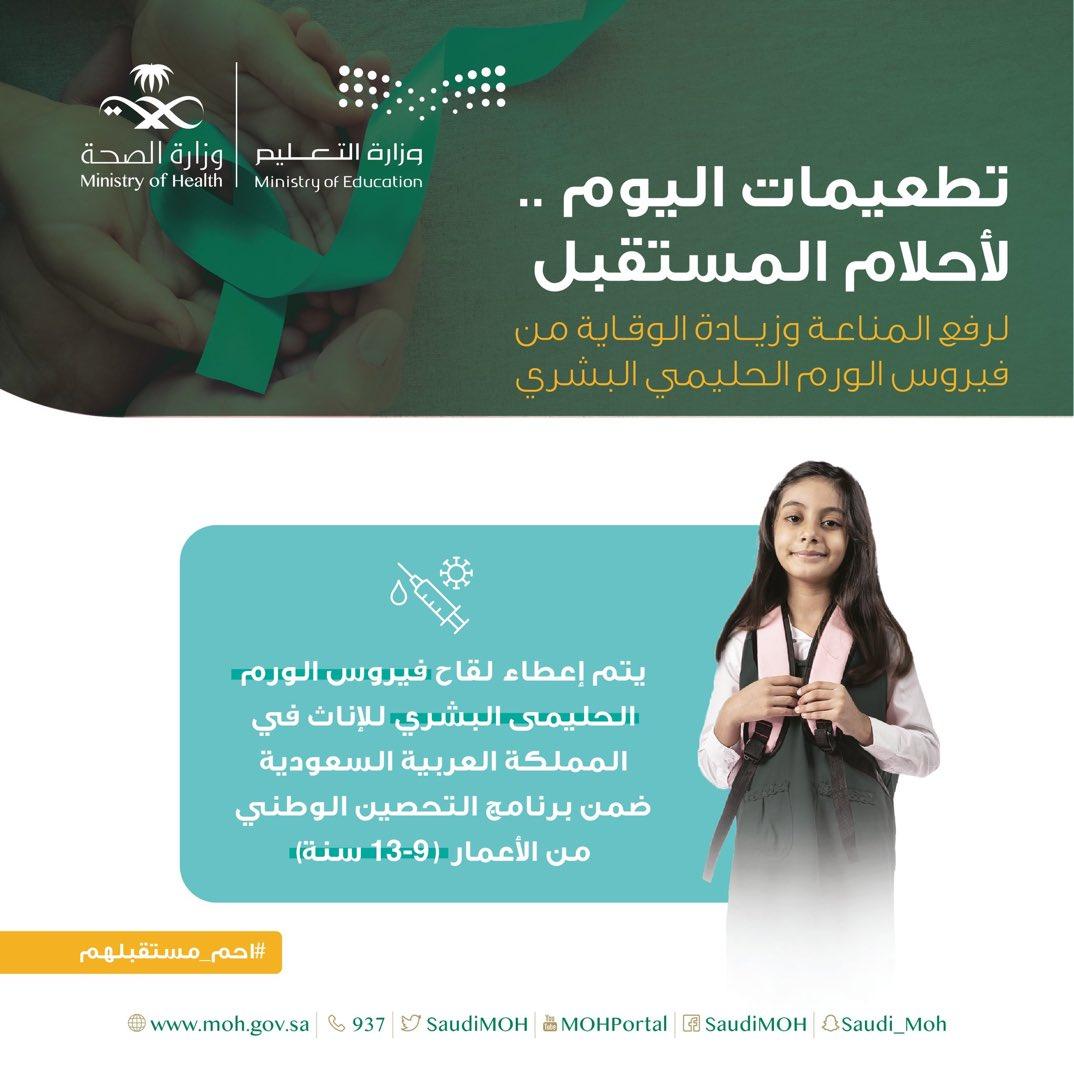 وزارة الصحة
Ministry of Health
وزارة التعليم
Ministry of Education
تطعيمات اليوم ..
لأحلام المستقبل
لرفع المناعة وزيادة الوقاية من
فيروس الورم الحليمي البشري
يتم إعطاء لقاح فيروس الورم
الحليمى البشري للإناث في
المملكة العربية السعودية
ضمن برنامج التحصين الوطني
من الأعمار (9-13 سنة)
#احم_مستقبلهم
www.moh.gov.sa 937 SaudiMOH MOHPortal SaudiMOH Saudi_Moh